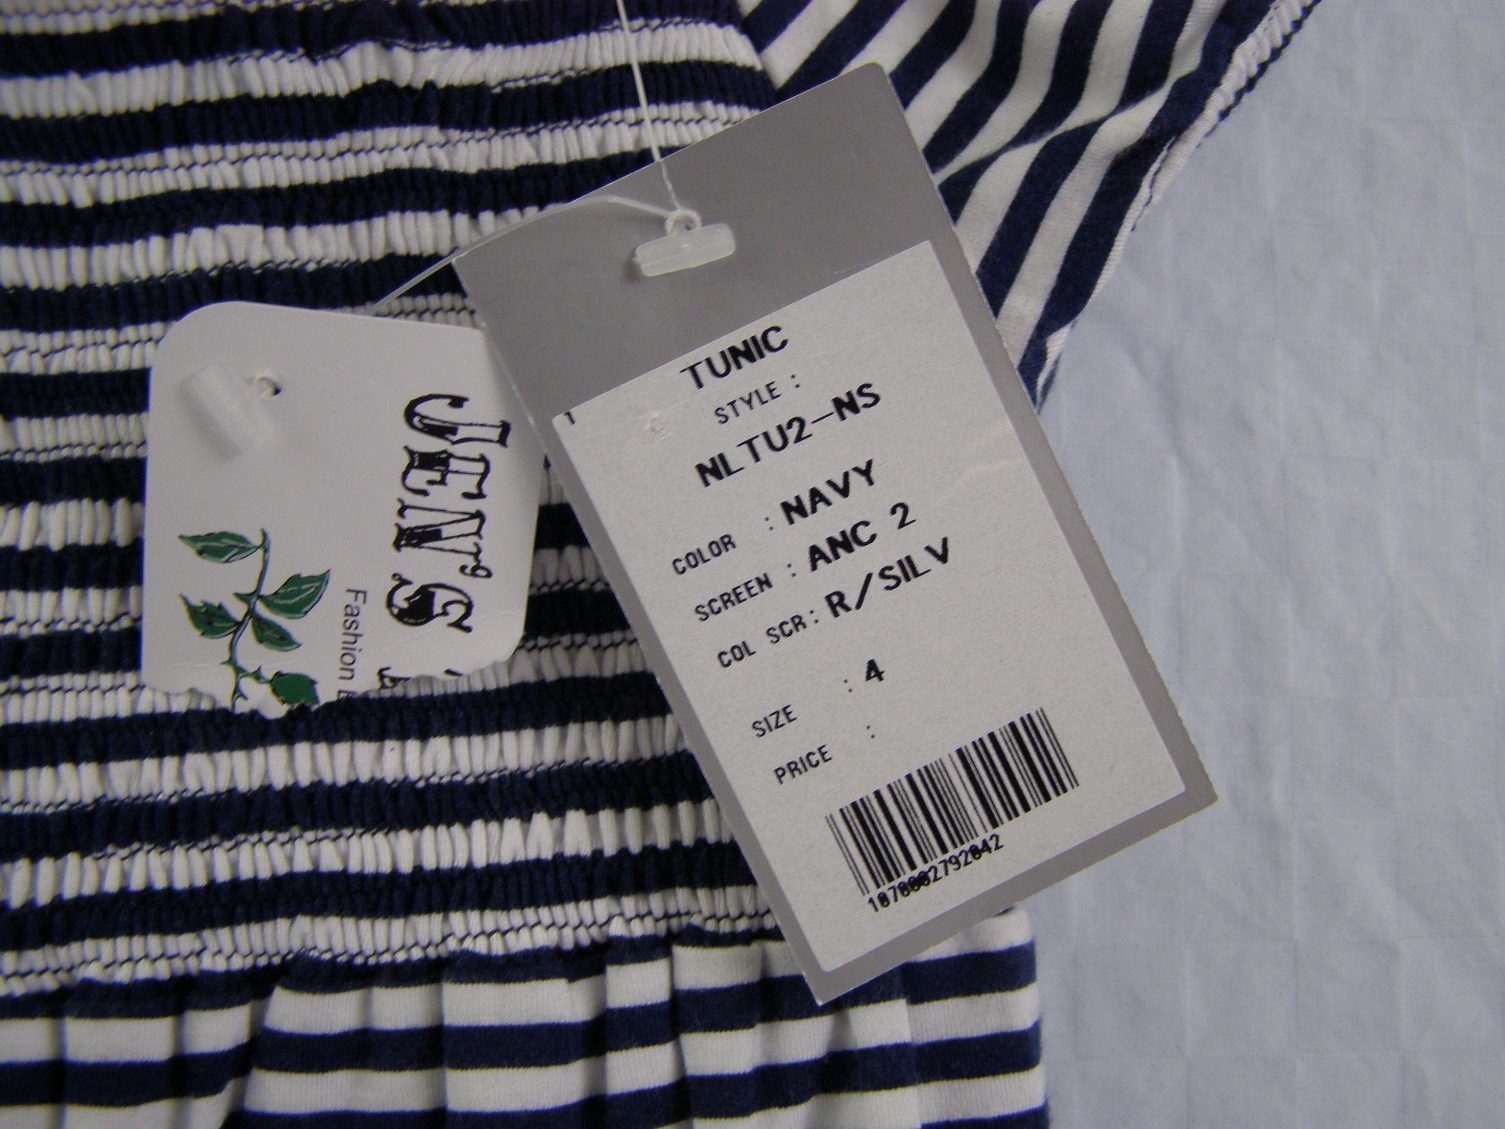 JEN'S
Fashion
1
TUNIC
STYLE :
NLTU2-NS
COLOR : NAVY
SCREEN : ANC 2
COL SCR: R/SILV
SIZE : 4
PRICE :